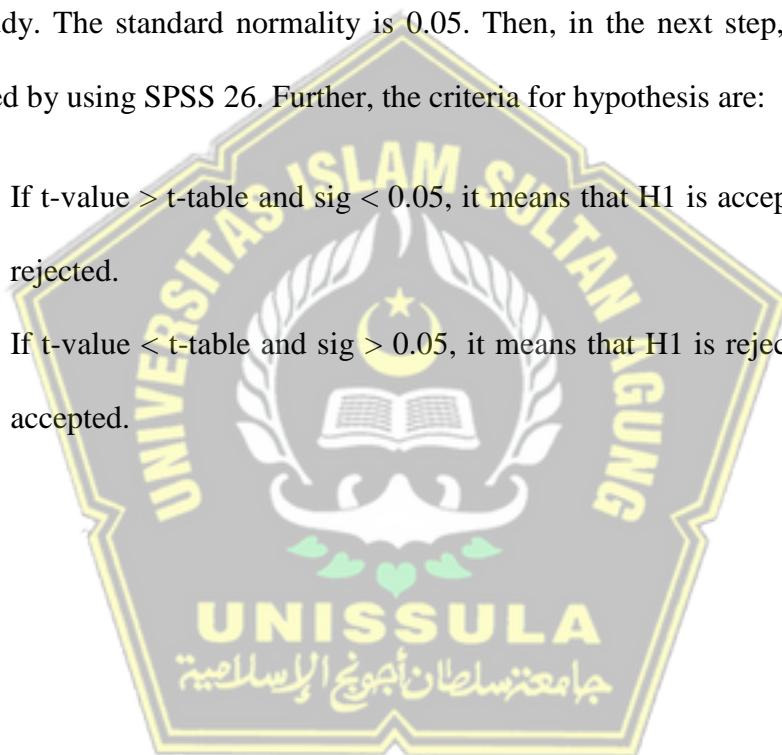 dy. The standard normality is 0.05. Then, in the next step,
ed by using SPSS 26. Further, the criteria for hypothesis are:
If t-value > t-table and sig < 0.05, it means that H1 is accep
rejected.
If t-value < t-table and sig > 0.05, it means that H1 is rejec
accepted.
UNIVERSITAS ISLAM SULTAN AGUNG
UNISSULA
جامعة سلطان أجونج الإسلامية